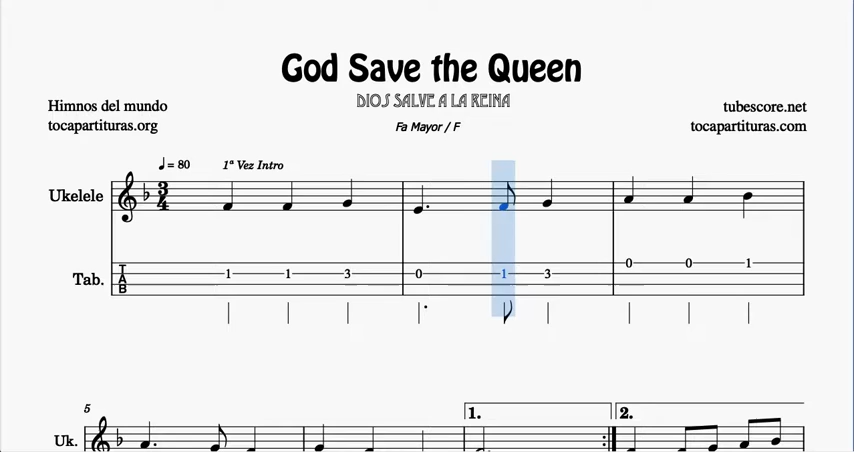 God Save the Queen
DIOS SALVE A LA REINA
Himnos del mundo
tubescore.net
tocapartituras.org
Fa Mayor / F
tocapartituras.com
♩ = 80
1ª Vez Intro
Ukelele
3
4
Tab.
T
A
B
1 1 3 0 1 3 0 0 1
5
1.
2.
Uk.